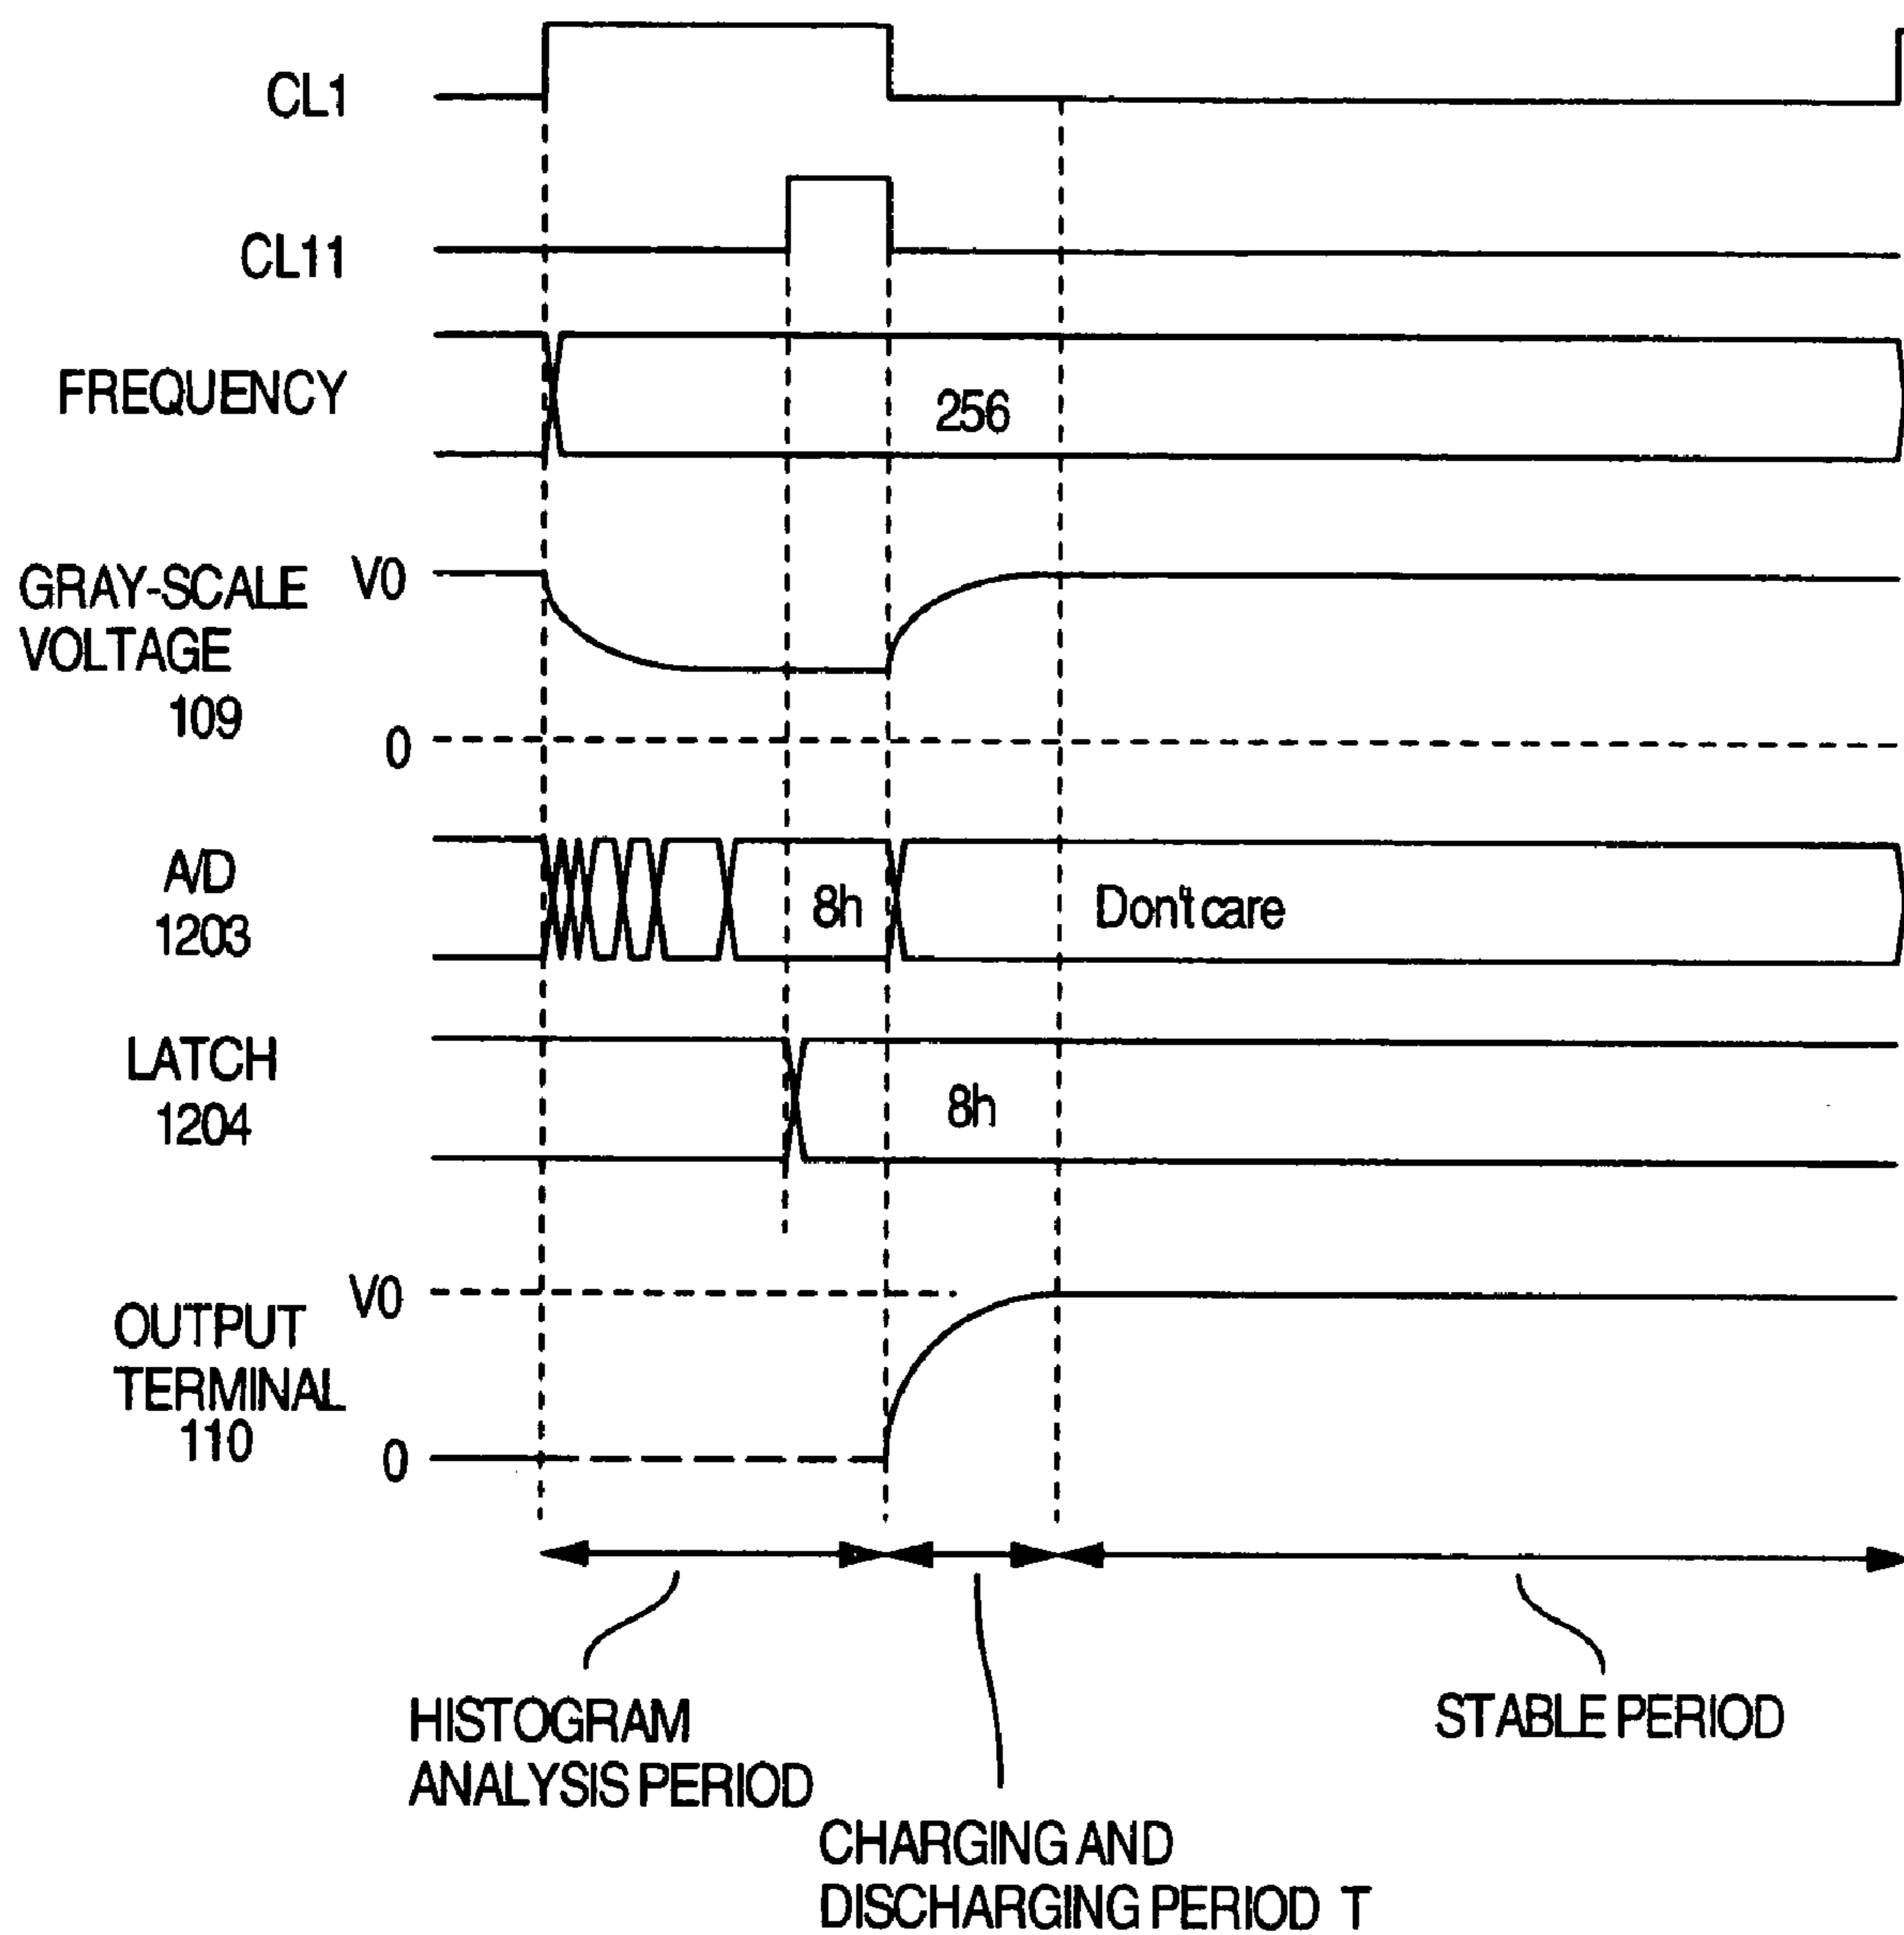 CL1
CL11
FREQUENCY
256
GRAY-SCALE
VOLTAGE
109
V0
0
A/D
1203
8h
Don't care
LATCH
1204
8h
OUTPUT
TERMINAL
110
V0
0
HISTOGRAM
ANALYSIS PERIOD
CHARGING AND
DISCHARGING PERIOD T
STABLE PERIOD